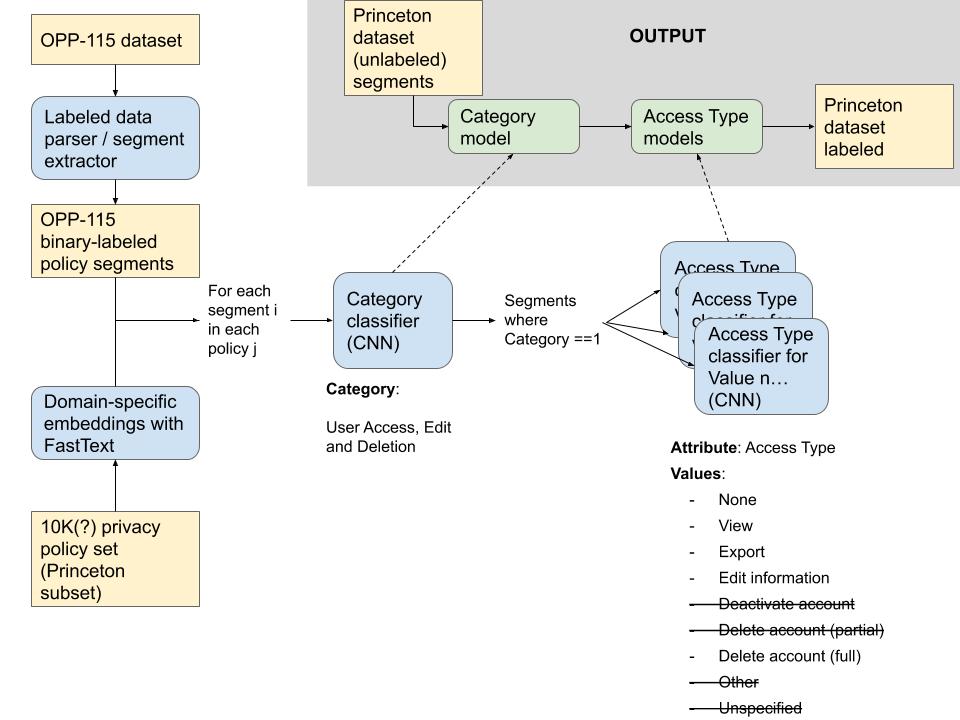 OPP-115 dataset
Labeled data
parser / segment
extractor
OPP-115
binary-labeled
policy segments
Domain-specific
embeddings with
FastText
10K(?) privacy
policy set
(Princeton
subset)
For each
segment i
in each
policy j
Category
classifier
(CNN)
Category:
User Access, Edit
and Deletion
Segments
where
Category ==1
Access Type
Access Type
classifier for
Access Type
classifier for
Value n…
(CNN)
Attribute: Access Type
Values:
- None
- View
- Export
- Edit information
- Deactivate account
- Delete account (partial)
- Delete account (full)
- Other
- Unspecified
OUTPUT
Princeton
dataset
(unlabeled)
segments
Category
model
Access Type
models
Princeton
dataset
labeled